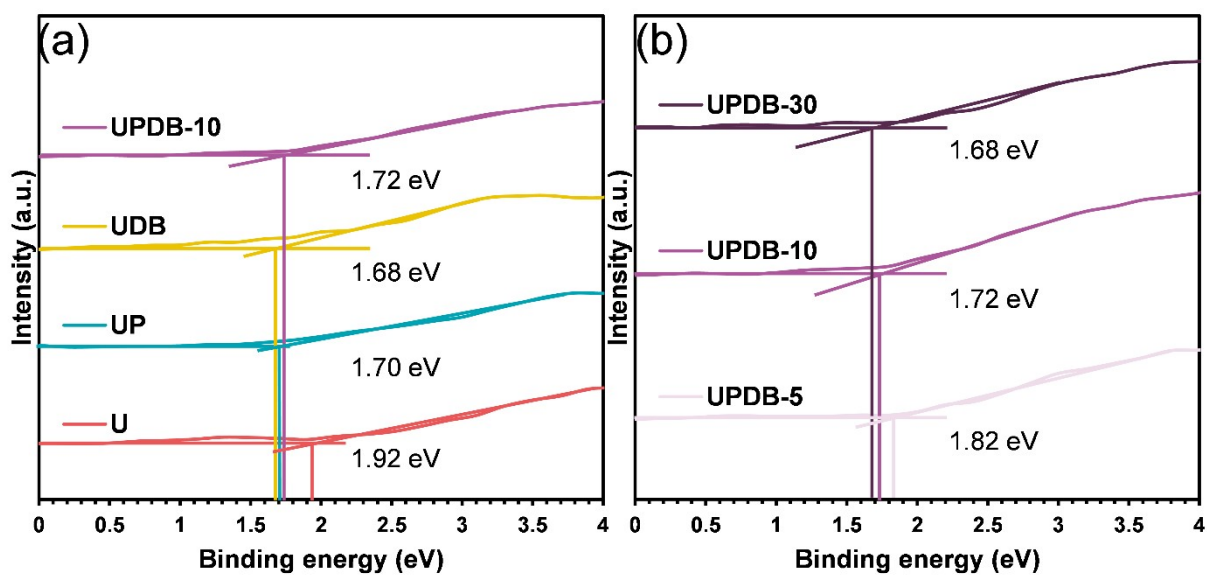 (a)
Intensity (a.u.)
UPDB-10
1.72 eV
UDB
1.68 eV
UP
1.70 eV
U
1.92 eV
0 0.5 1 1.5 2 2.5 3 3.5 4
Binding energy (eV)
(b)
Intensity (a.u.)
UPDB-30
1.68 eV
UPDB-10
1.72 eV
UPDB-5
1.82 eV
0 0.5 1 1.5 2 2.5 3 3.5 4
Binding energy (eV)